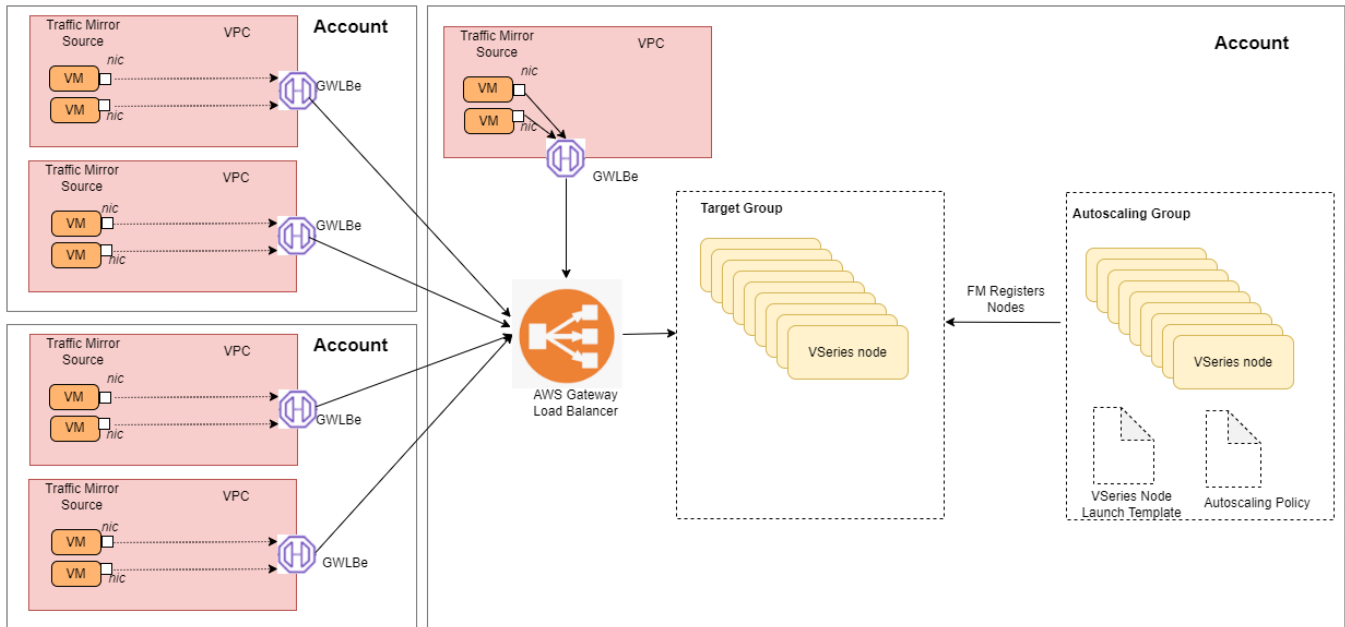 Traffic Mirror
Source
VPC
Account
nic
VM
GWLBe
VM
nic
Traffic Mirror
Source
VPC
nic
VM
GWLBe
VM
nic
Traffic Mirror
Source
VPC
Account
nic
VM
VM
GWLBe
nic
Traffic Mirror
Source
VPC
nic
VM
VM
GWLBe
nic
Traffic Mirror
Source
VPC
Account
nic
VM
VM
nic
GWLBe
AWS Gateway
Load Balancer
Target Group
VSeries node
FM Registers
Nodes
Autoscaling Group
VSeries node
VSeries Node
Launch Template
Autoscaling Policy